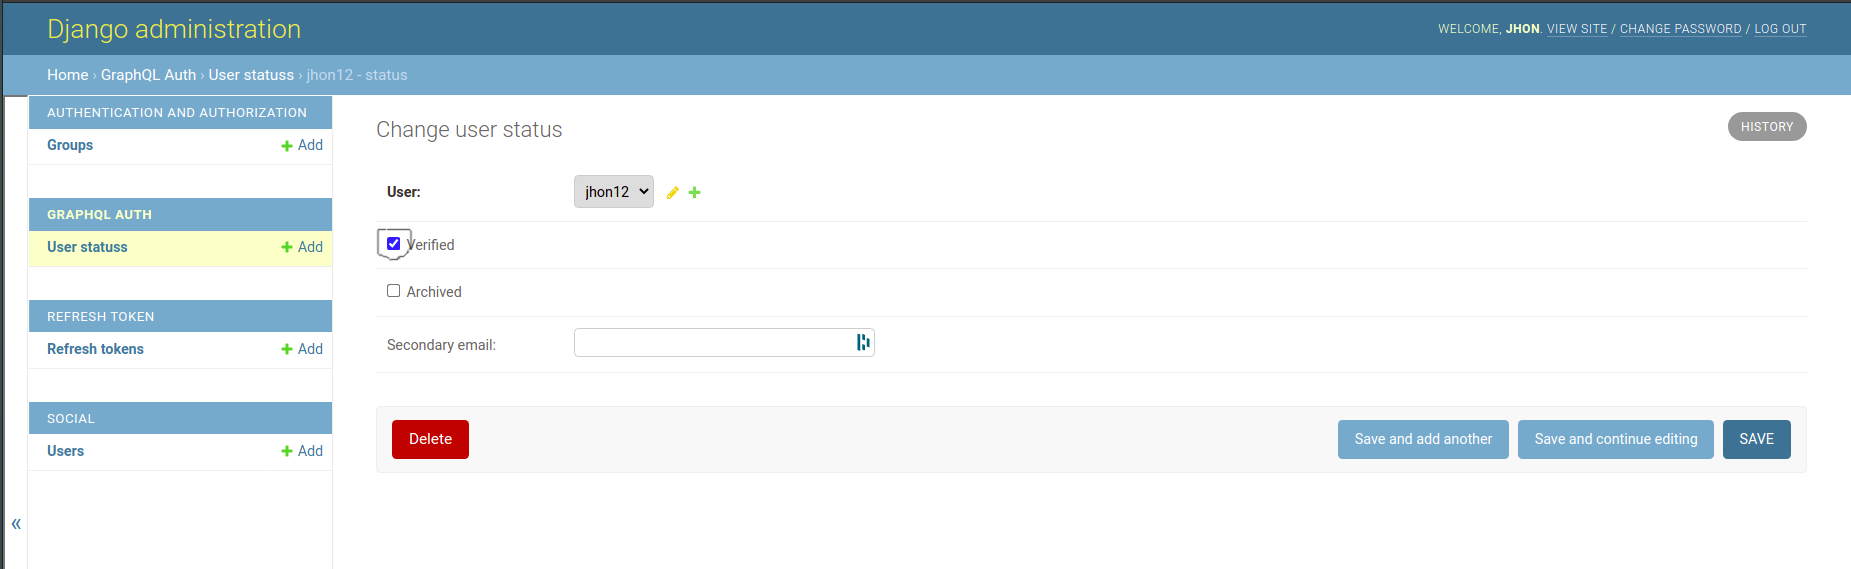 Django administration
WELCOME, JHON. VIEW SITE / CHANGE PASSWORD / LOG OUT
Home › GraphQL Auth › User statuss › jhon12 - status
AUTHENTICATION AND AUTHORIZATION
Groups + Add
GRAPHQL AUTH
User statuss + Add
REFRESH TOKEN
Refresh tokens + Add
SOCIAL
Users + Add
«
Change user status
HISTORY
User: jhon12
Verified
Archived
Secondary email:
Delete
Save and add another
Save and continue editing
SAVE